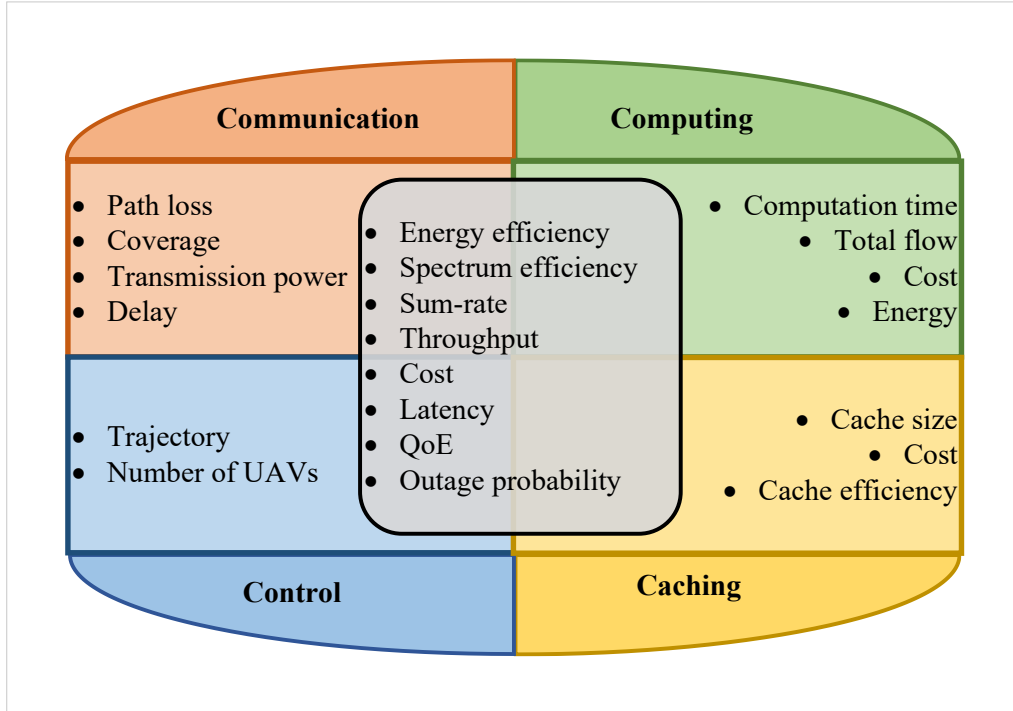 Communication
Computing
• Path loss
• Coverage
• Transmission power
• Delay
• Energy efficiency
• Spectrum efficiency
• Sum-rate
• Throughput
• Cost
• Latency
• QoE
• Outage probability
• Computation time
• Total flow
• Cost
• Energy
• Trajectory
• Number of UAVs
• Cache size
• Cost
• Cache efficiency
Control
Caching